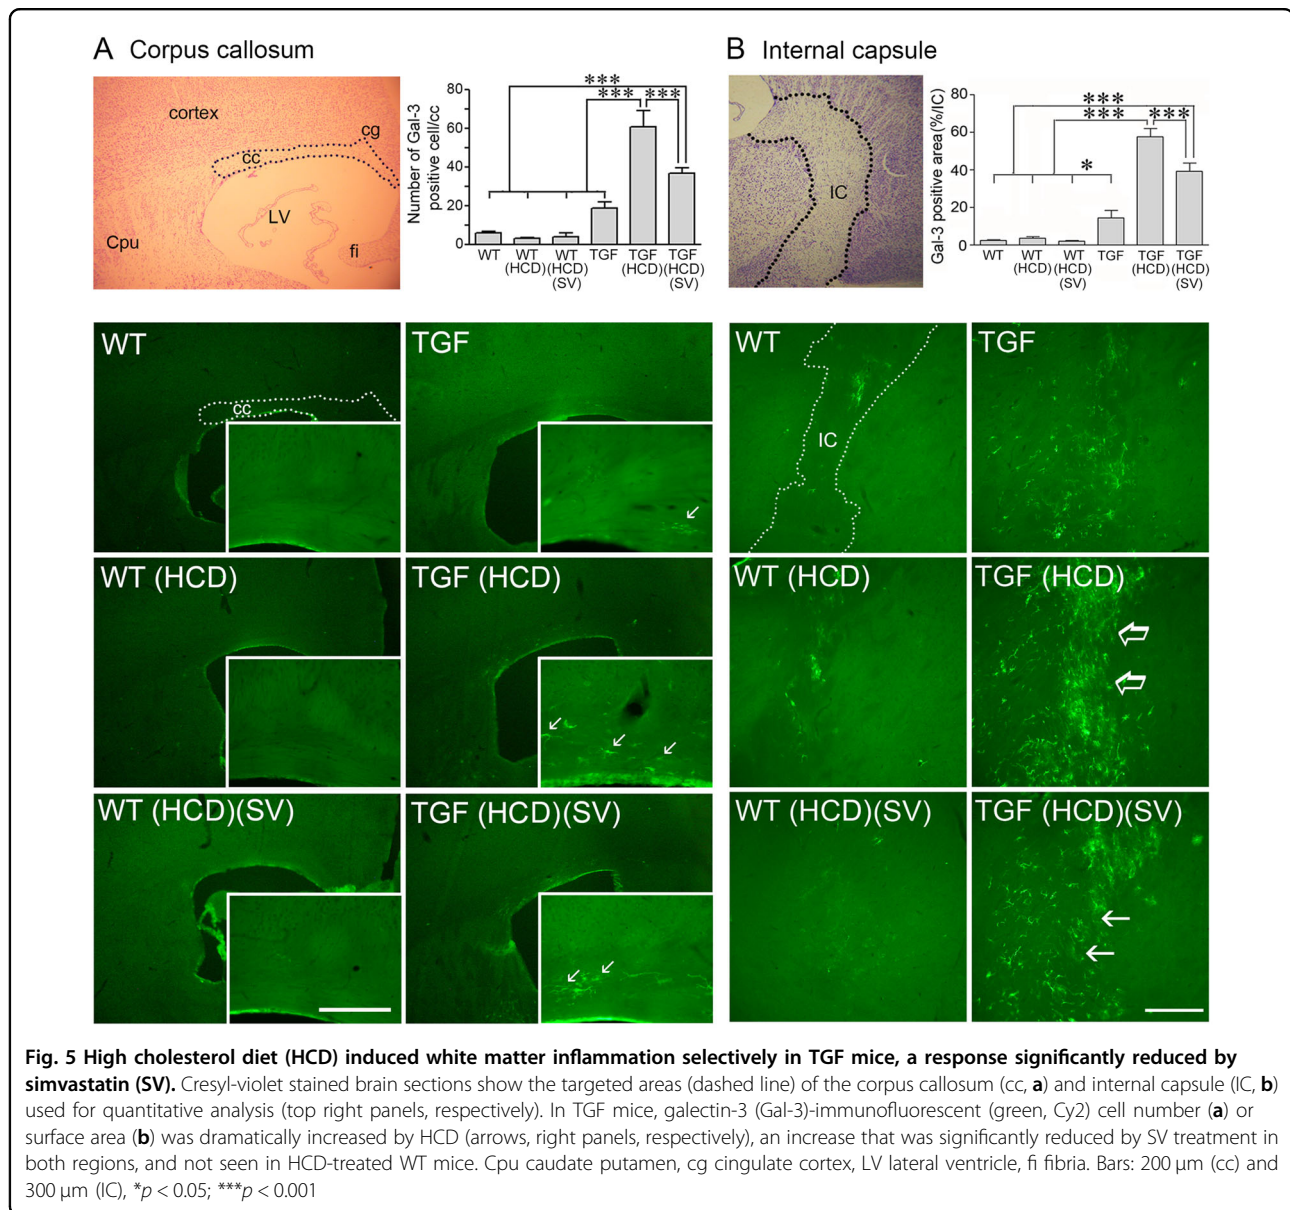 A Corpus callosum
cortex
cg
cc
LV
Cpu
fi
Number of Gal-3
positive cell/cc
80
60
40
20
0
***
*** ***
WT
WT
(HCD)
WT
(HCD)
(SV)
TGF
TGF
(HCD)
TGF
(HCD)
(SV)
B Internal capsule
IC
Gal-3 positive area(%/IC)
80
60
40
20
0
***
*** ***
*
WT
WT
(HCD)
WT
(HCD)
(SV)
TGF
TGF
(HCD)
TGF
(HCD)
(SV)
WT
cc
TGF
WT
IC
TGF
WT (HCD)
TGF (HCD)
WT (HCD)
TGF (HCD)
WT (HCD)(SV)
TGF (HCD)(SV)
WT (HCD)(SV)
TGF (HCD)(SV)
Fig. 5 High cholesterol diet (HCD) induced white matter inflammation selectively in TGF mice, a response significantly reduced by
simvastatin (SV). Cresyl-violet stained brain sections show the targeted areas (dashed line) of the corpus callosum (cc, a) and internal capsule (IC, b)
used for quantitative analysis (top right panels, respectively). In TGF mice, galectin-3 (Gal-3)-immunofluorescent (green, Cy2) cell number (a) or
surface area (b) was dramatically increased by HCD (arrows, right panels, respectively), an increase that was significantly reduced by SV treatment in
both regions, and not seen in HCD-treated WT mice. Cpu caudate putamen, cg cingulate cortex, LV lateral ventricle, fi fibria. Bars: 200 µm (cc) and
300 µm (IC), *p < 0.05; ***p < 0.001